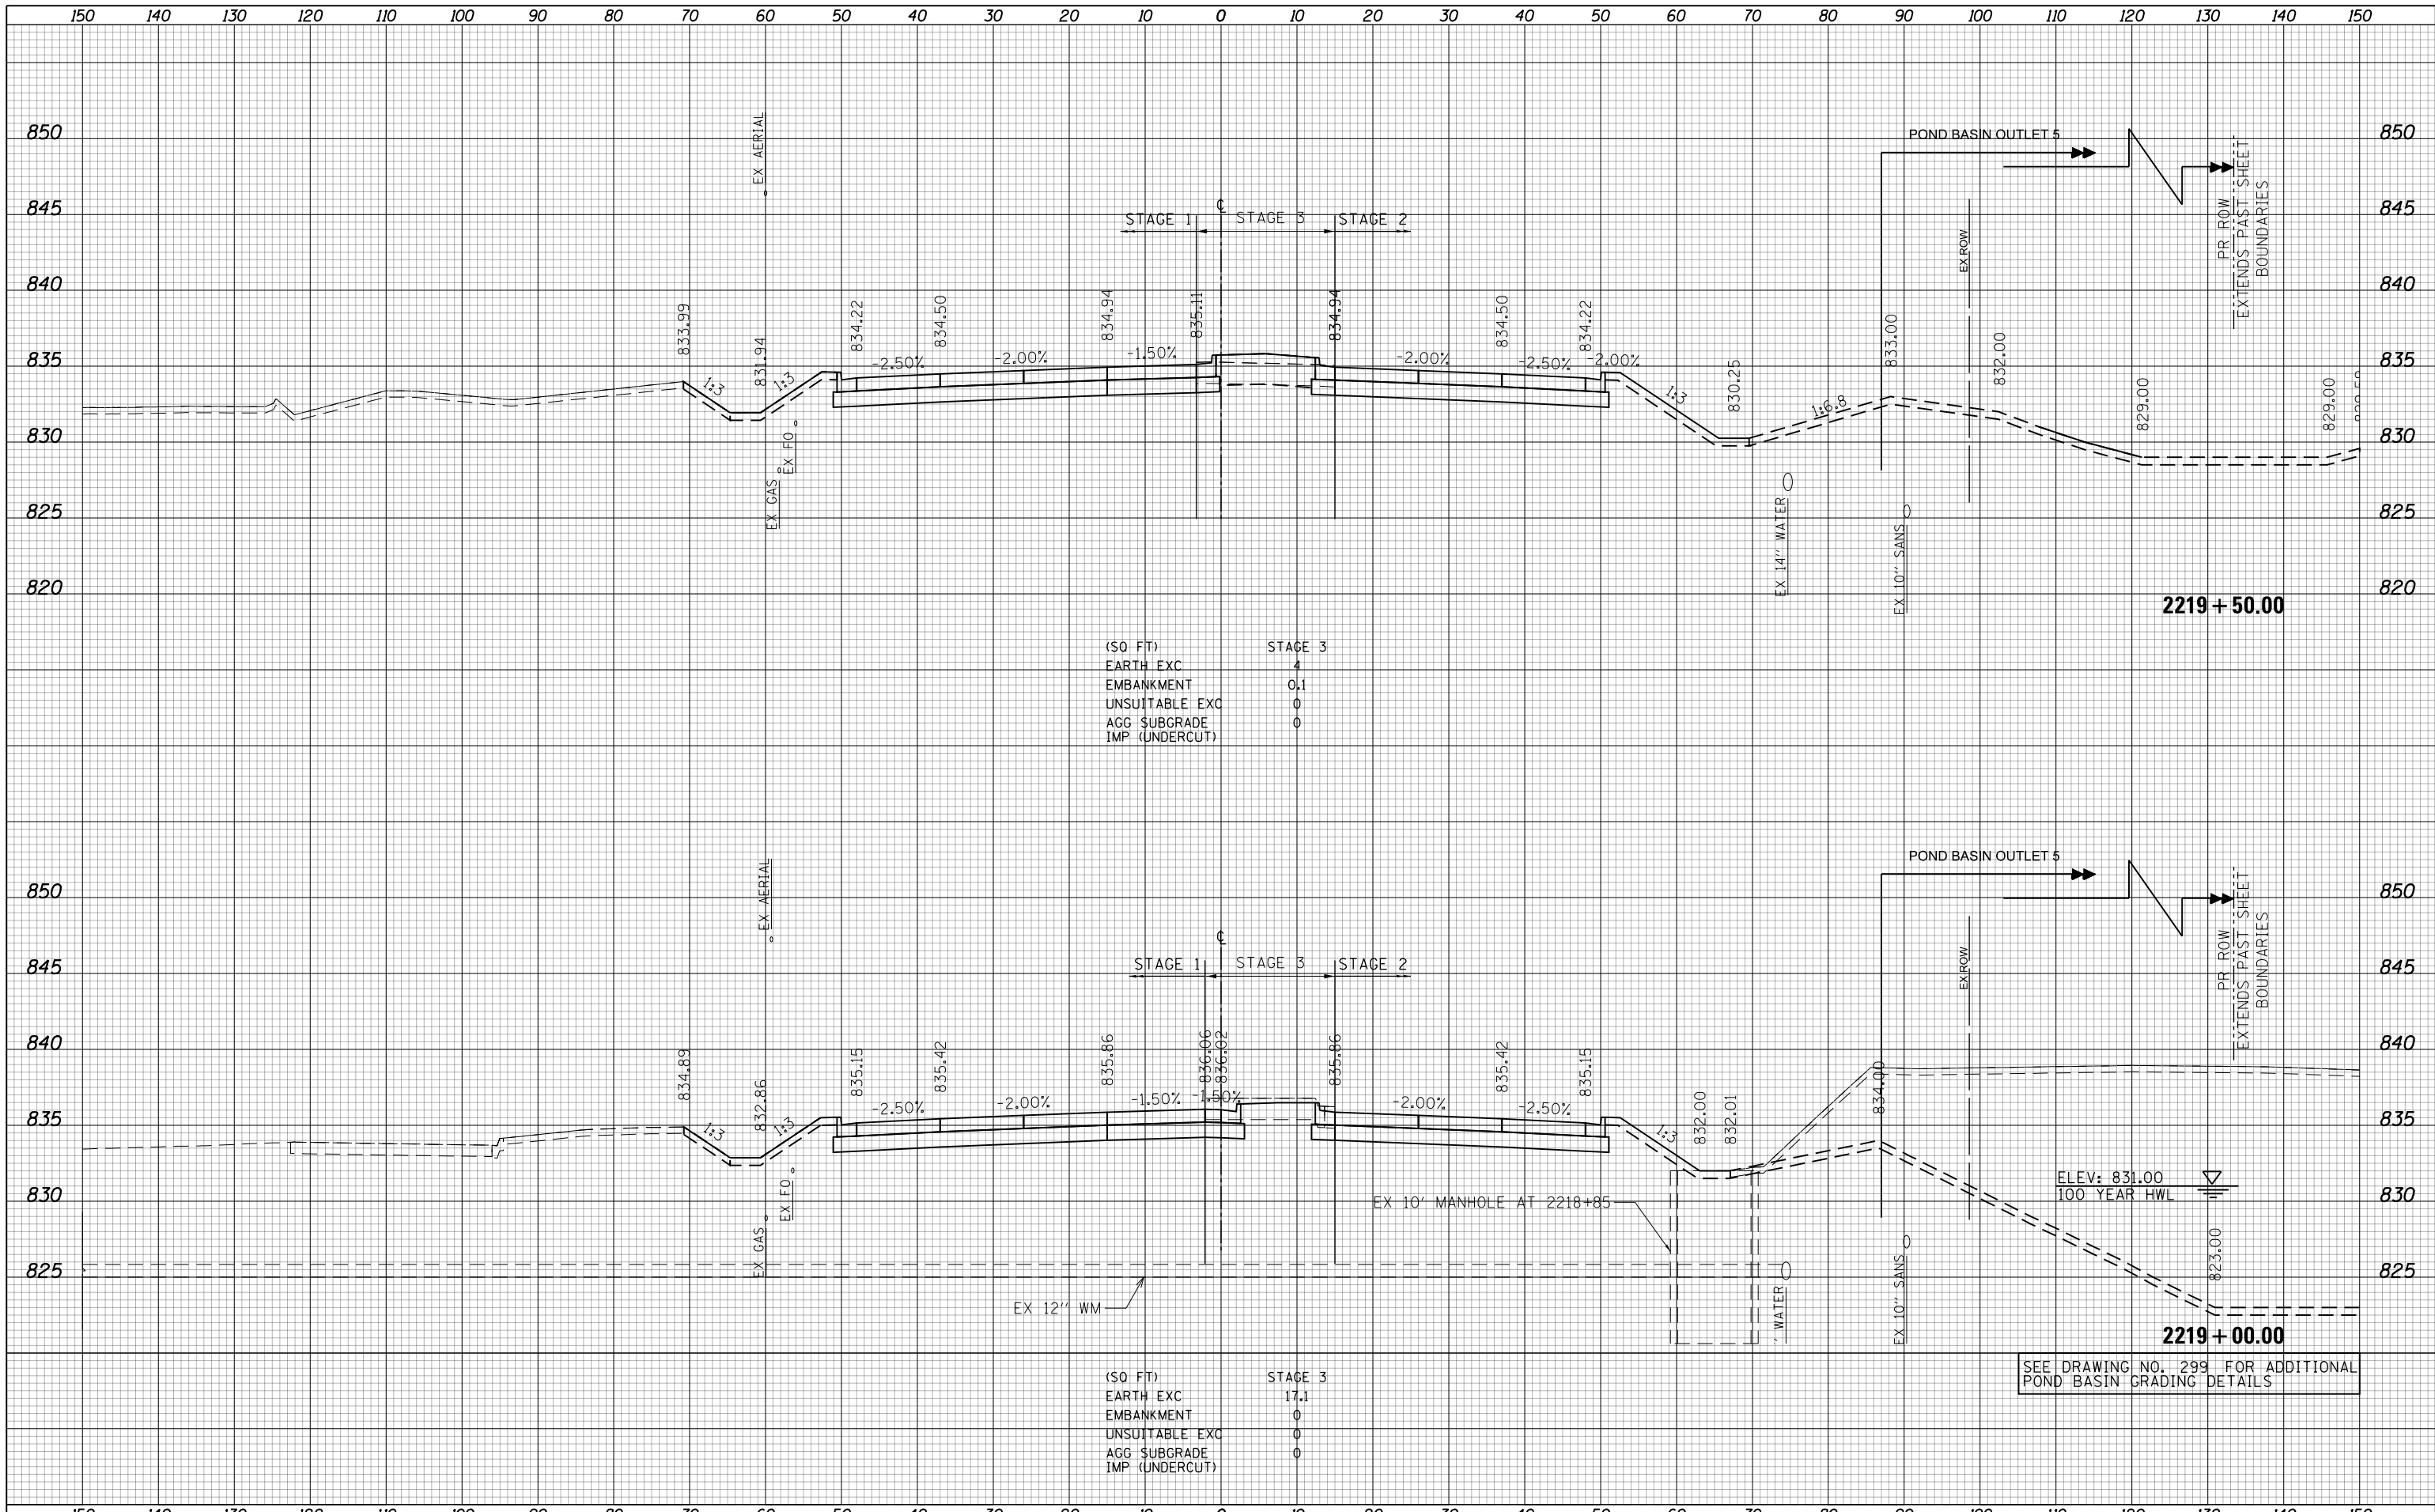 150 140 130 120 110 100 90 80 70 60 50 40 30 20 10 0 10 20 30 40 50 60 70 80 90 100 110 120 130 140 150
850 850
845 845
840 840
835 835
830 830
825 825
820 820
EX AERIAL
STAGE 1
℄
STAGE 3
STAGE 2
POND BASIN OUTLET 5
EX ROW
PR ROW
EXTENDS PAST SHEET
BOUNDARIES
833.99
831.94
834.22
834.50
834.94
835.11
834.94
834.50
834.22
830.25
833.00
832.00
829.00
829.00
1:3
1:3
-2.50%
-2.00%
-1.50%
-2.00%
-2.50%
-2.00%
1:3
1:6.8
EX GAS
EX FO
EX 14" WATER
EX 10" SANS
2219+50.00
(SQ FT) STAGE 3
EARTH EXC 4
EMBANKMENT 0.1
UNSUITABLE EXC 0
AGG SUBGRADE 0
IMP (UNDERCUT)
850 850
845 845
840 840
835 835
830 830
825 825
EX AERIAL
STAGE 1
℄
STAGE 3
STAGE 2
POND BASIN OUTLET 5
EX ROW
PR ROW
EXTENDS PAST SHEET
BOUNDARIES
834.89
832.86
835.15
835.42
835.86
836.06
836.02
835.86
835.42
835.15
832.00
832.01
834.00
823.00
1:3
1:3
-2.50%
-2.00%
-1.50%
-1.50%
-2.00%
-2.50%
1:3
EX GAS
EX FO
EX 12" WM
EX 10' MANHOLE AT 2218+85
' WATER
EX 10" SANS
ELEV: 831.00
100 YEAR HWL
2219+00.00
SEE DRAWING NO. 299 FOR ADDITIONAL
POND BASIN GRADING DETAILS
(SQ FT) STAGE 3
EARTH EXC 17.1
EMBANKMENT 0
UNSUITABLE EXC 0
AGG SUBGRADE 0
IMP (UNDERCUT)